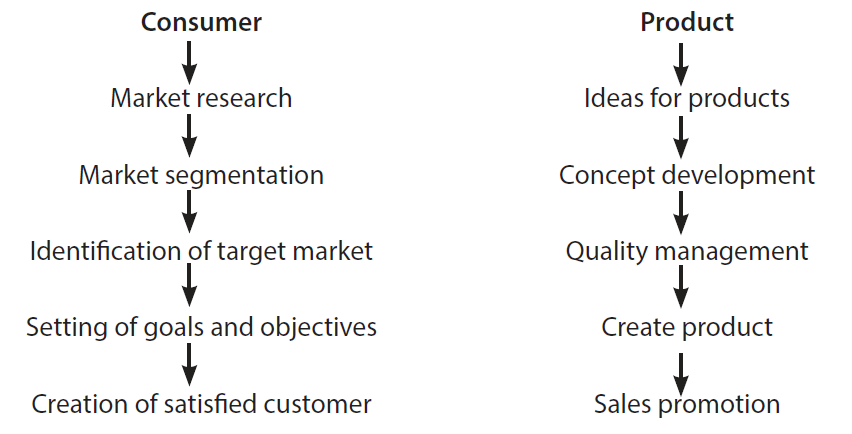 Consumer
Market research
Market segmentation
Identification of target market
Setting of goals and objectives
Creation of satisfied customer
Product
Ideas for products
Concept development
Quality management
Create product
Sales promotion